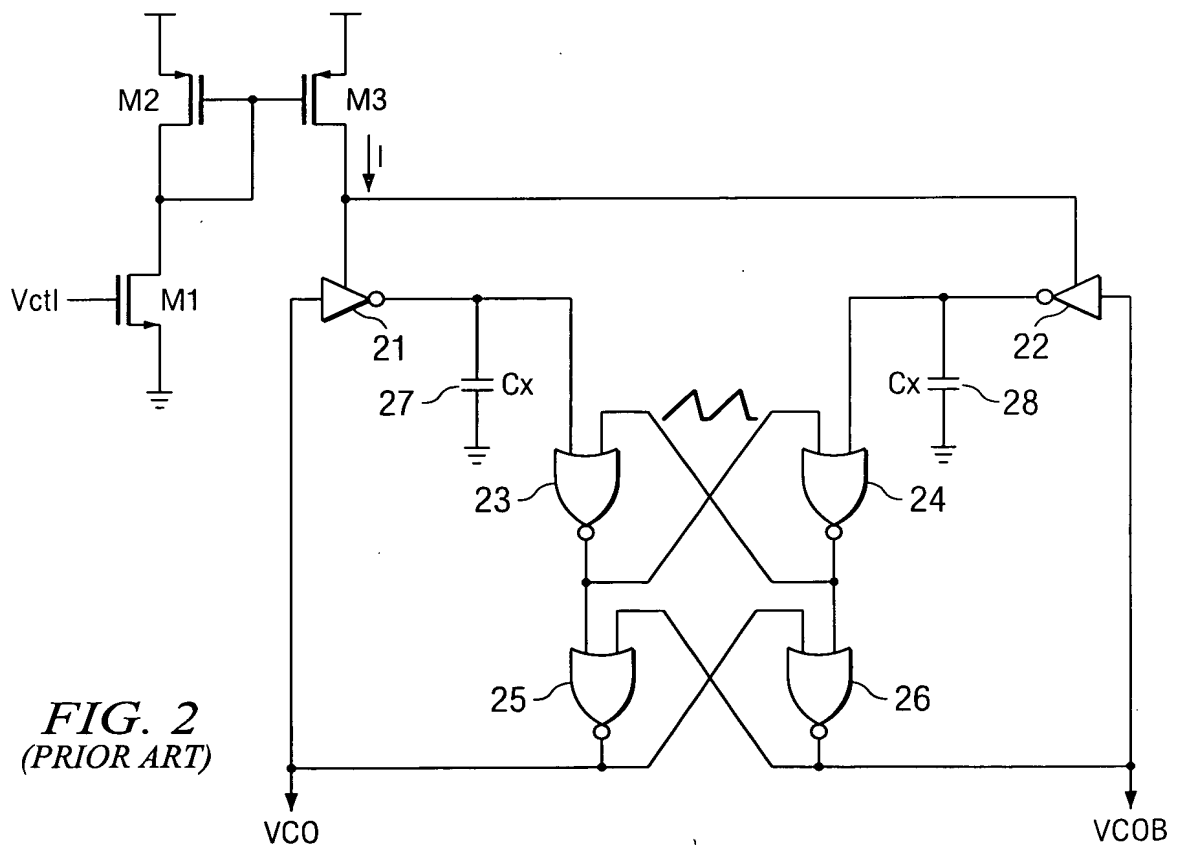 M2
M3
I
Vctl
M1
21
22
27
Cx
Cx
28
23
24
25
26
FIG. 2
(PRIOR ART)
VCO
VCOB